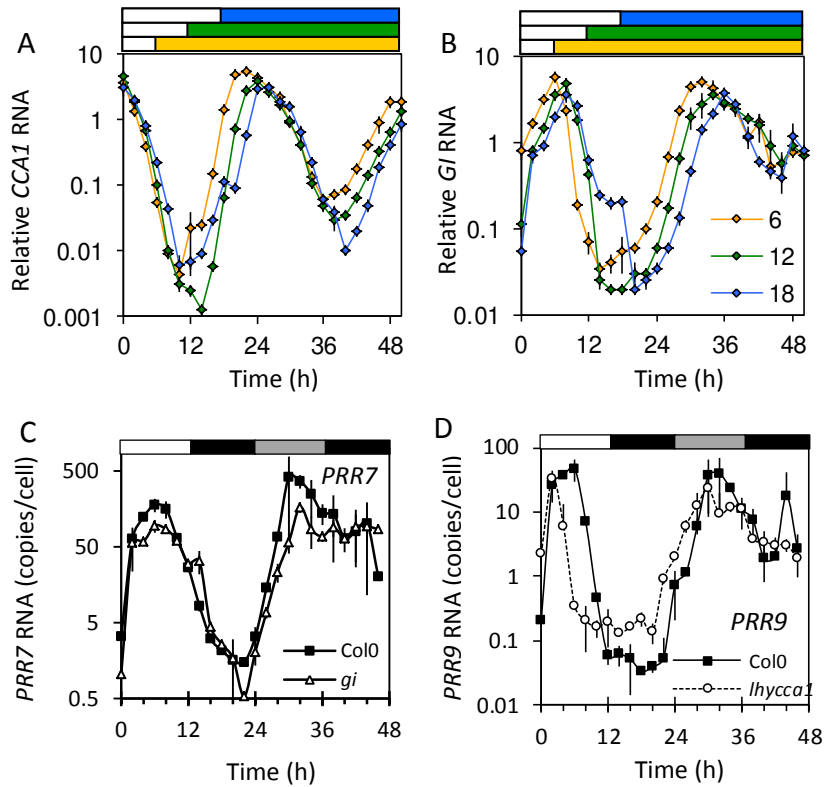 A
Relative CCA1 RNA
10
1
0.1
0.01
0.001
0 12 24 36 48
Time (h)
B
Relative GI RNA
10
1
0.1
0.01
6
12
18
0 12 24 36 48
Time (h)
C
PRR7 RNA (copies/cell)
500
50
5
0.5
PRR7
Col0
gi
0 12 24 36 48
Time (h)
D
PRR9 RNA (copies/cell)
100
10
1
0.1
0.01
PRR9
Col0
lhycca1
0 12 24 36 48
Time (h)